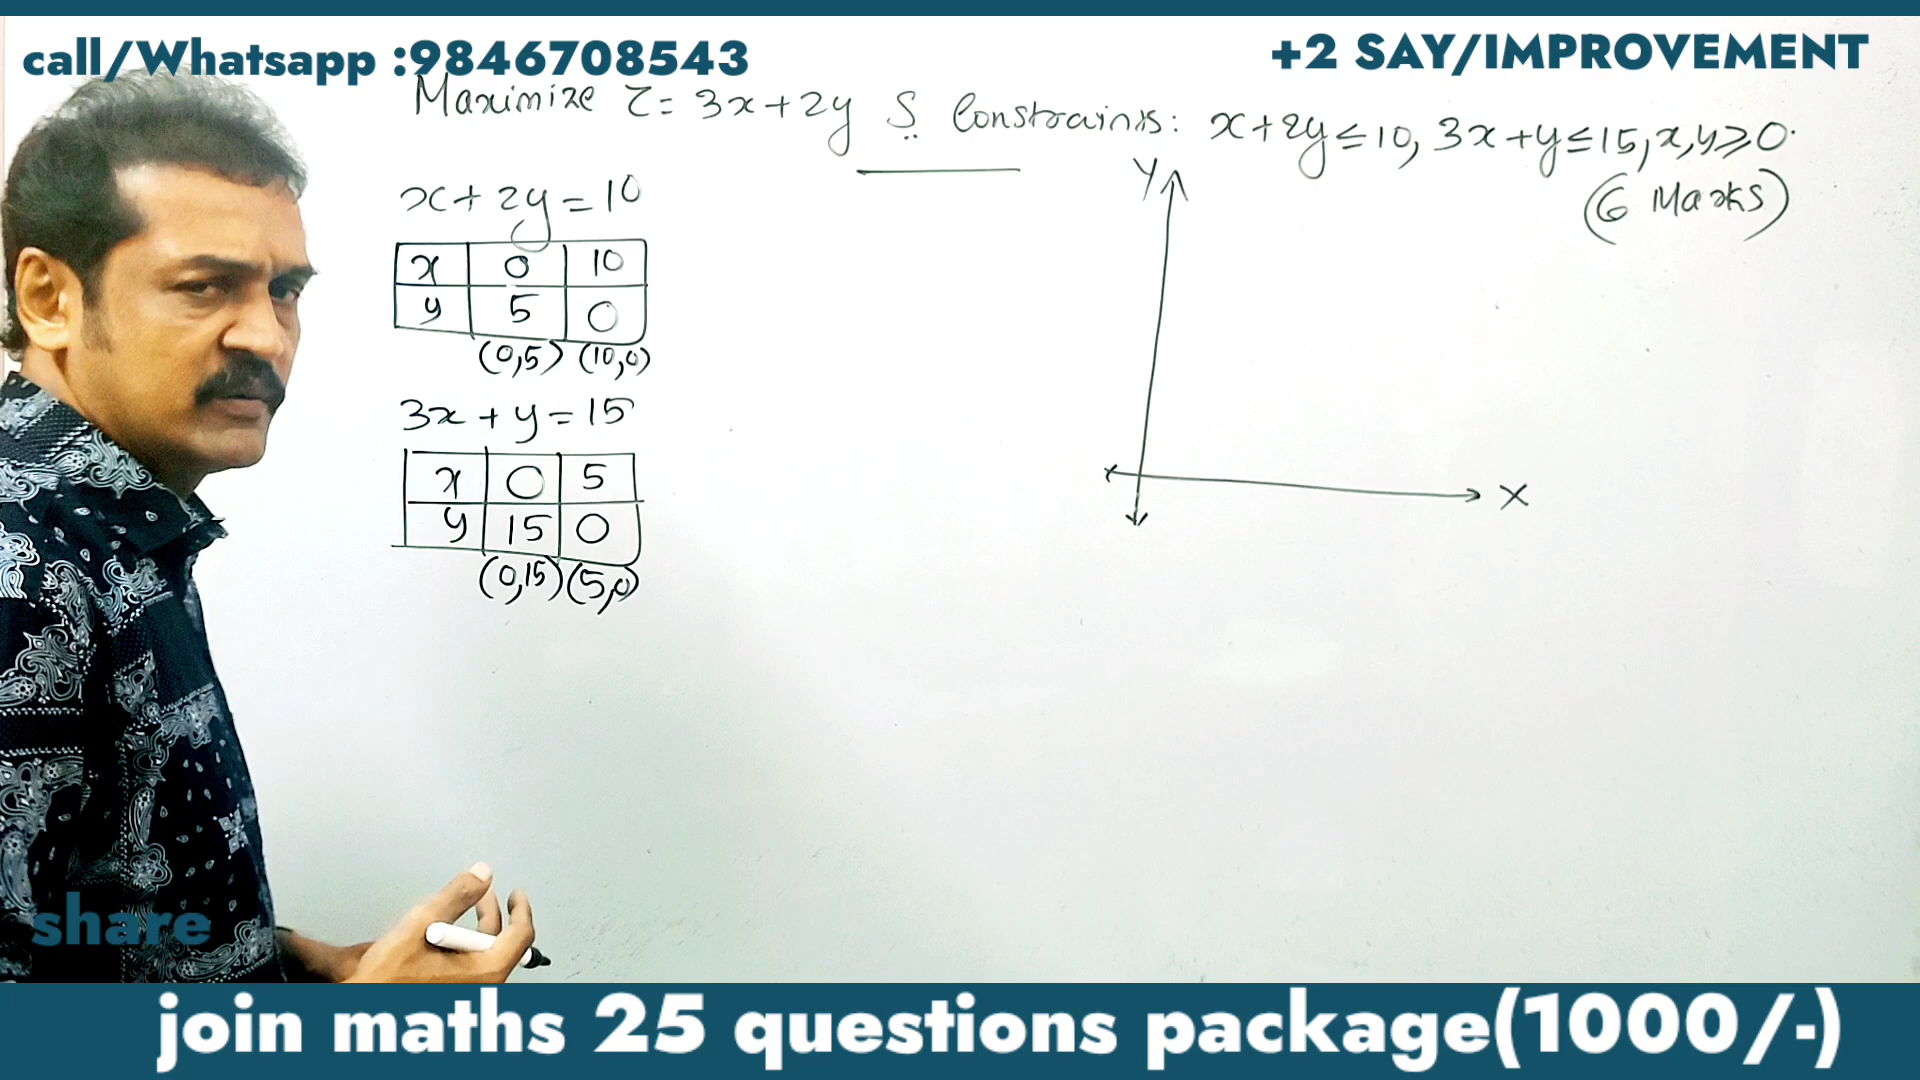 call/Whatsapp :9846708543
+2 SAY/IMPROVEMENT
Maximize Z = 3x+2y S Constraints: x+2y≤10, 3x+y≤15, x,y≥0.
(6 Marks)
x+2y=10
x 0 10
y 5 0
(0,5) (10,0)
3x+y=15
x 0 5
y 15 0
(0,15) (5,0)
Y
X
share
join maths 25 questions package(1000/-)